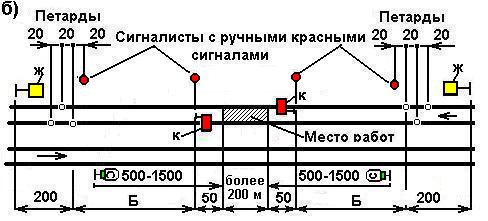 б)
Петарды
20 20 20
Сигналисты с ручными красными
сигналами
Петарды
20 20 20
Ж
Ж
К
К
Место работ
500-1500
более
200 м
500-1500
С
200
Б
50
50
Б
200